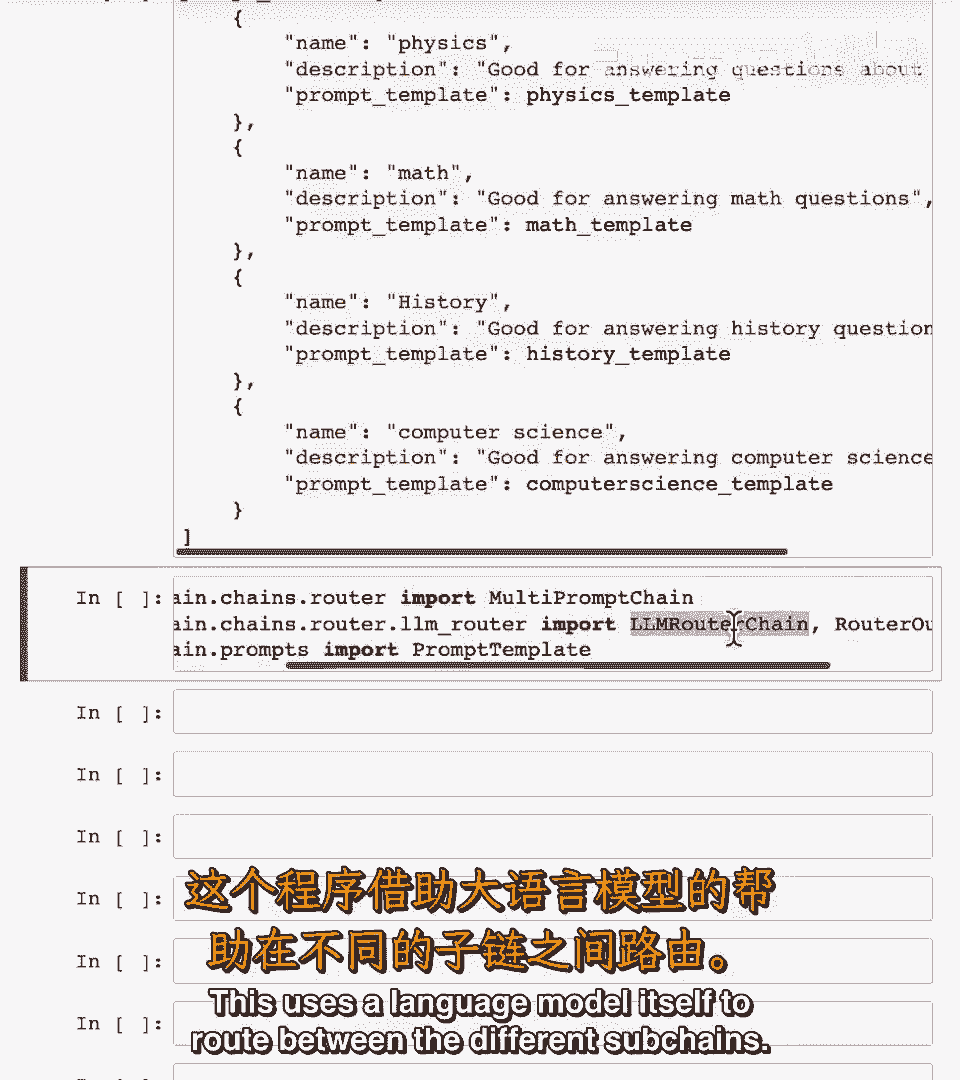 {
"name": "physics",
"description": "Good for answering questions about
"prompt_template": physics_template
},
{
"name": "math",
"description": "Good for answering math questions",
"prompt_template": math_template
},
{
"name": "History",
"description": "Good for answering history question
"prompt_template": history_template
},
{
"name": "computer science",
"description": "Good for answering computer science
"prompt_template": computerscience_template
}
]
In [ ]: ain.chains.router import MultiPromptChain
ain.chains.router.llm_router import LLMRouterChain, RouterOu
ain.prompts import PromptTemplate
In [ ]:
In [ ]:
In [ ]:
In [ ]:
这个程序借助大语言模型的帮
In [ ]:
助在不同的子链之间路由。
In [ ]:
This uses a language model itself to
route between the different subchains.